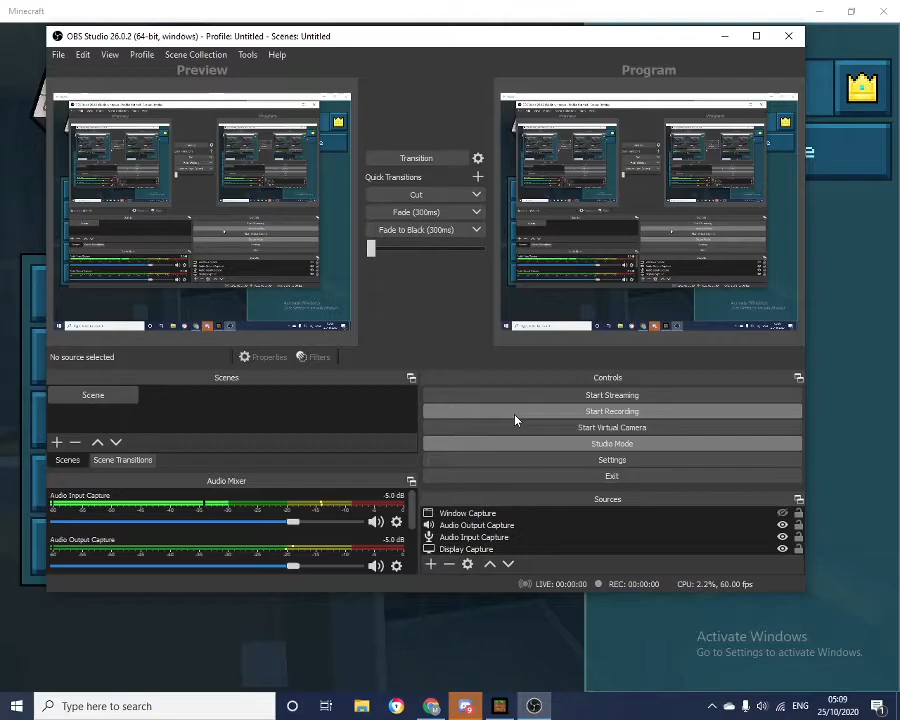 Minecraft
OBS Studio 26.0.2 (64-bit, windows) - Profile: Untitled - Scenes: Untitled
File Edit View Profile Scene Collection Tools Help
Preview
Program
Transition
Quick Transitions
Cut
Fade (300ms)
Fade to Black (300ms)
No source selected
Properties
Filters
Scenes
Scene
Scenes
Scene Transitions
Controls
Start Streaming
Start Recording
Start Virtual Camera
Studio Mode
Settings
Exit
Audio Mixer
Audio Input Capture
-5.0 dB
Audio Output Capture
-5.0 dB
Sources
Window Capture
Audio Output Capture
Audio Input Capture
Display Capture
LIVE: 00:00:00
REC: 00:00:00
CPU: 2.2%, 60.00 fps
Activate Windows
Go to Settings to activate Windows.
Type here to search
ENG
05:09
25/10/2020